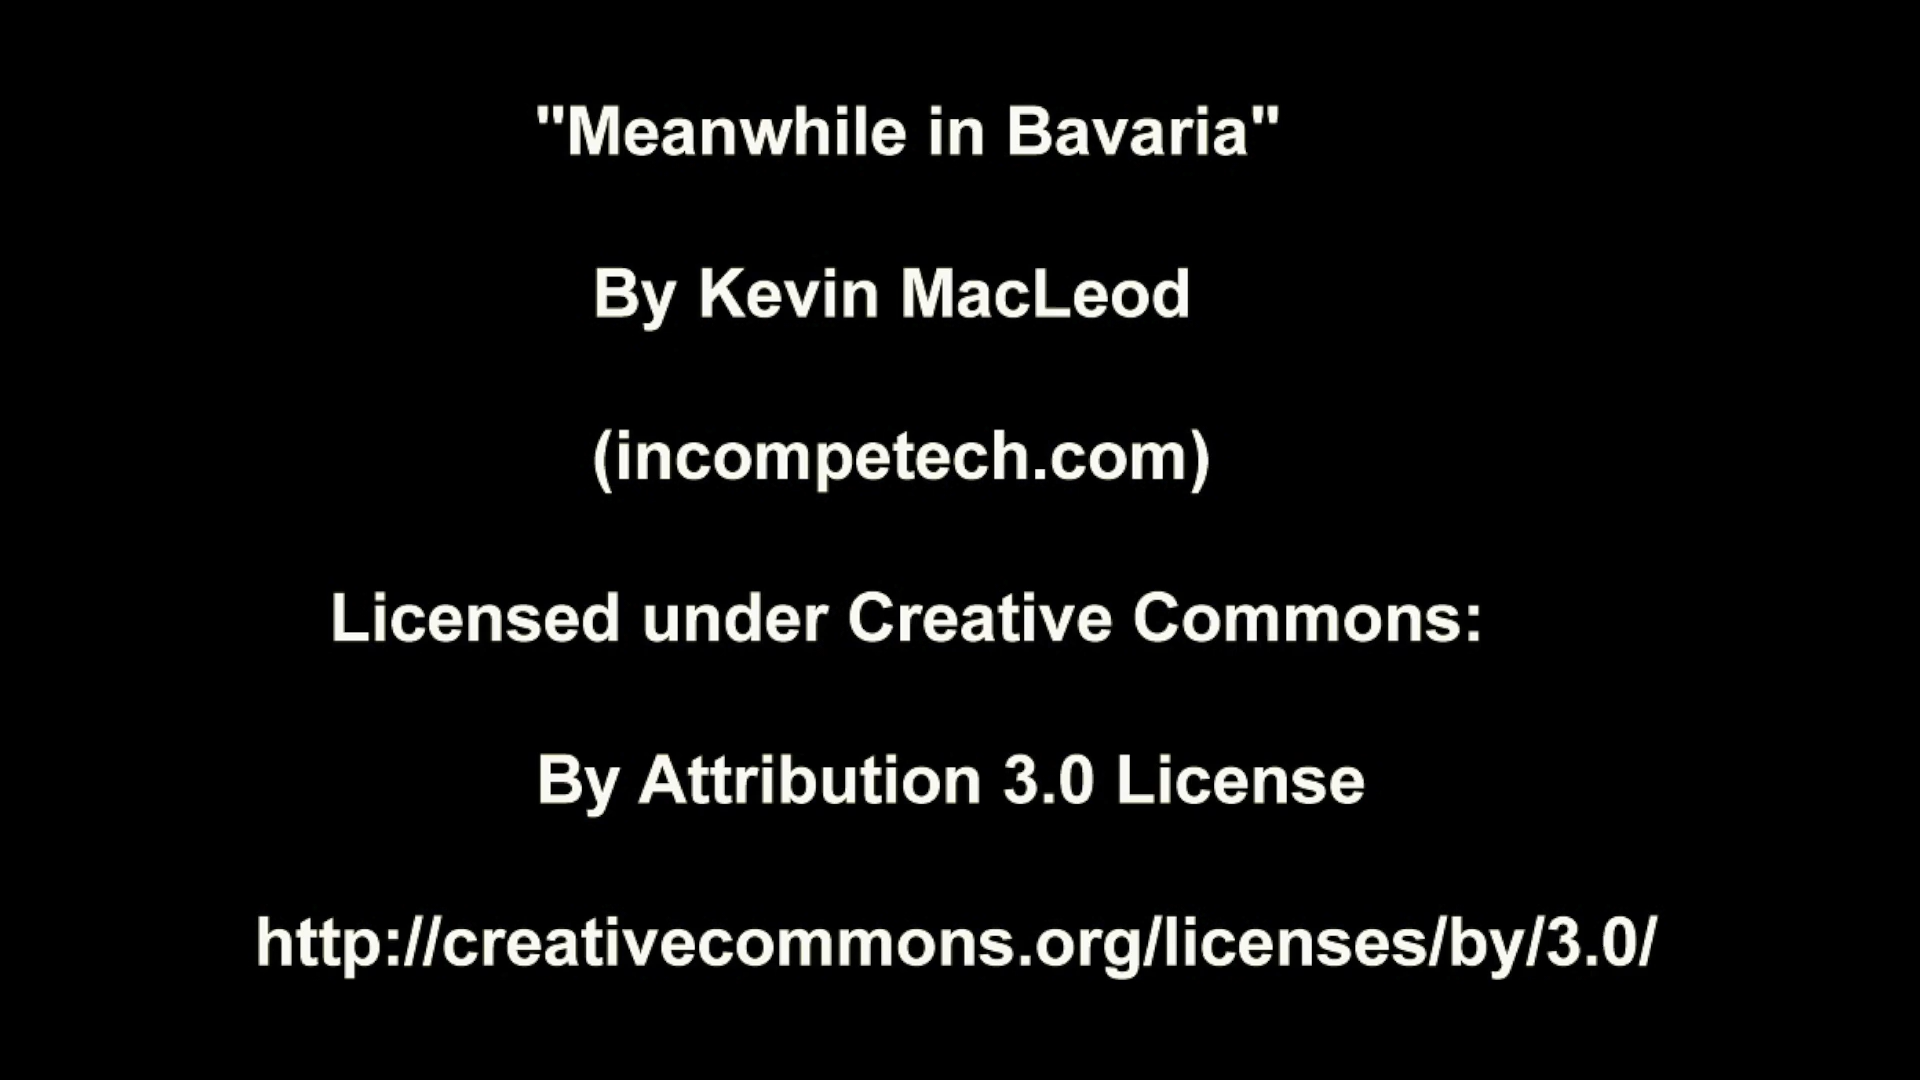 "Meanwhile in Bavaria"
By Kevin MacLeod
(incompetech.com)
Licensed under Creative Commons:
By Attribution 3.0 License
http://creativecommons.org/licenses/by/3.0/